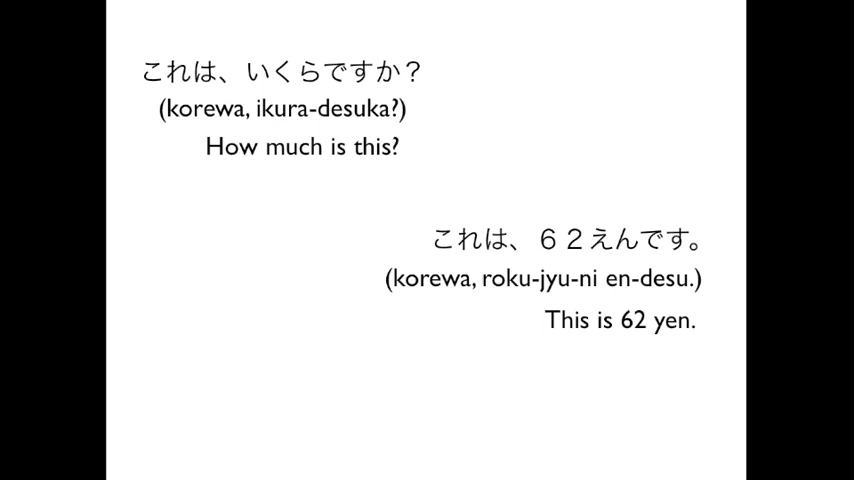 これは、いくらですか？
(korewa, ikura-desuka?)
How much is this?
これは、６２えんです。
(korewa, roku-jyu-ni en-desu.)
This is 62 yen.